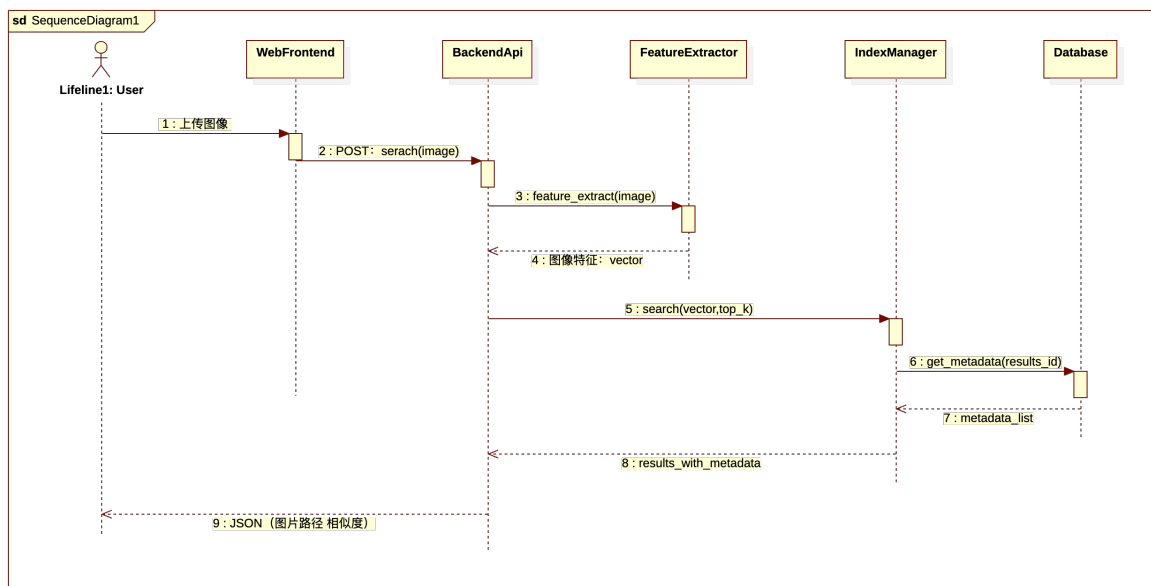 sd SequenceDiagram1
Lifeline1: User
WebFrontend
BackendApi
FeatureExtractor
IndexManager
Database
1 : 上传图像
2 : POST：serach(image)
3 : feature_extract(image)
4 : 图像特征：vector
5 : search(vector,top_k)
6 : get_metadata(results_id)
7 : metadata_list
8 : results_with_metadata
9 : JSON（图片路径 相似度）